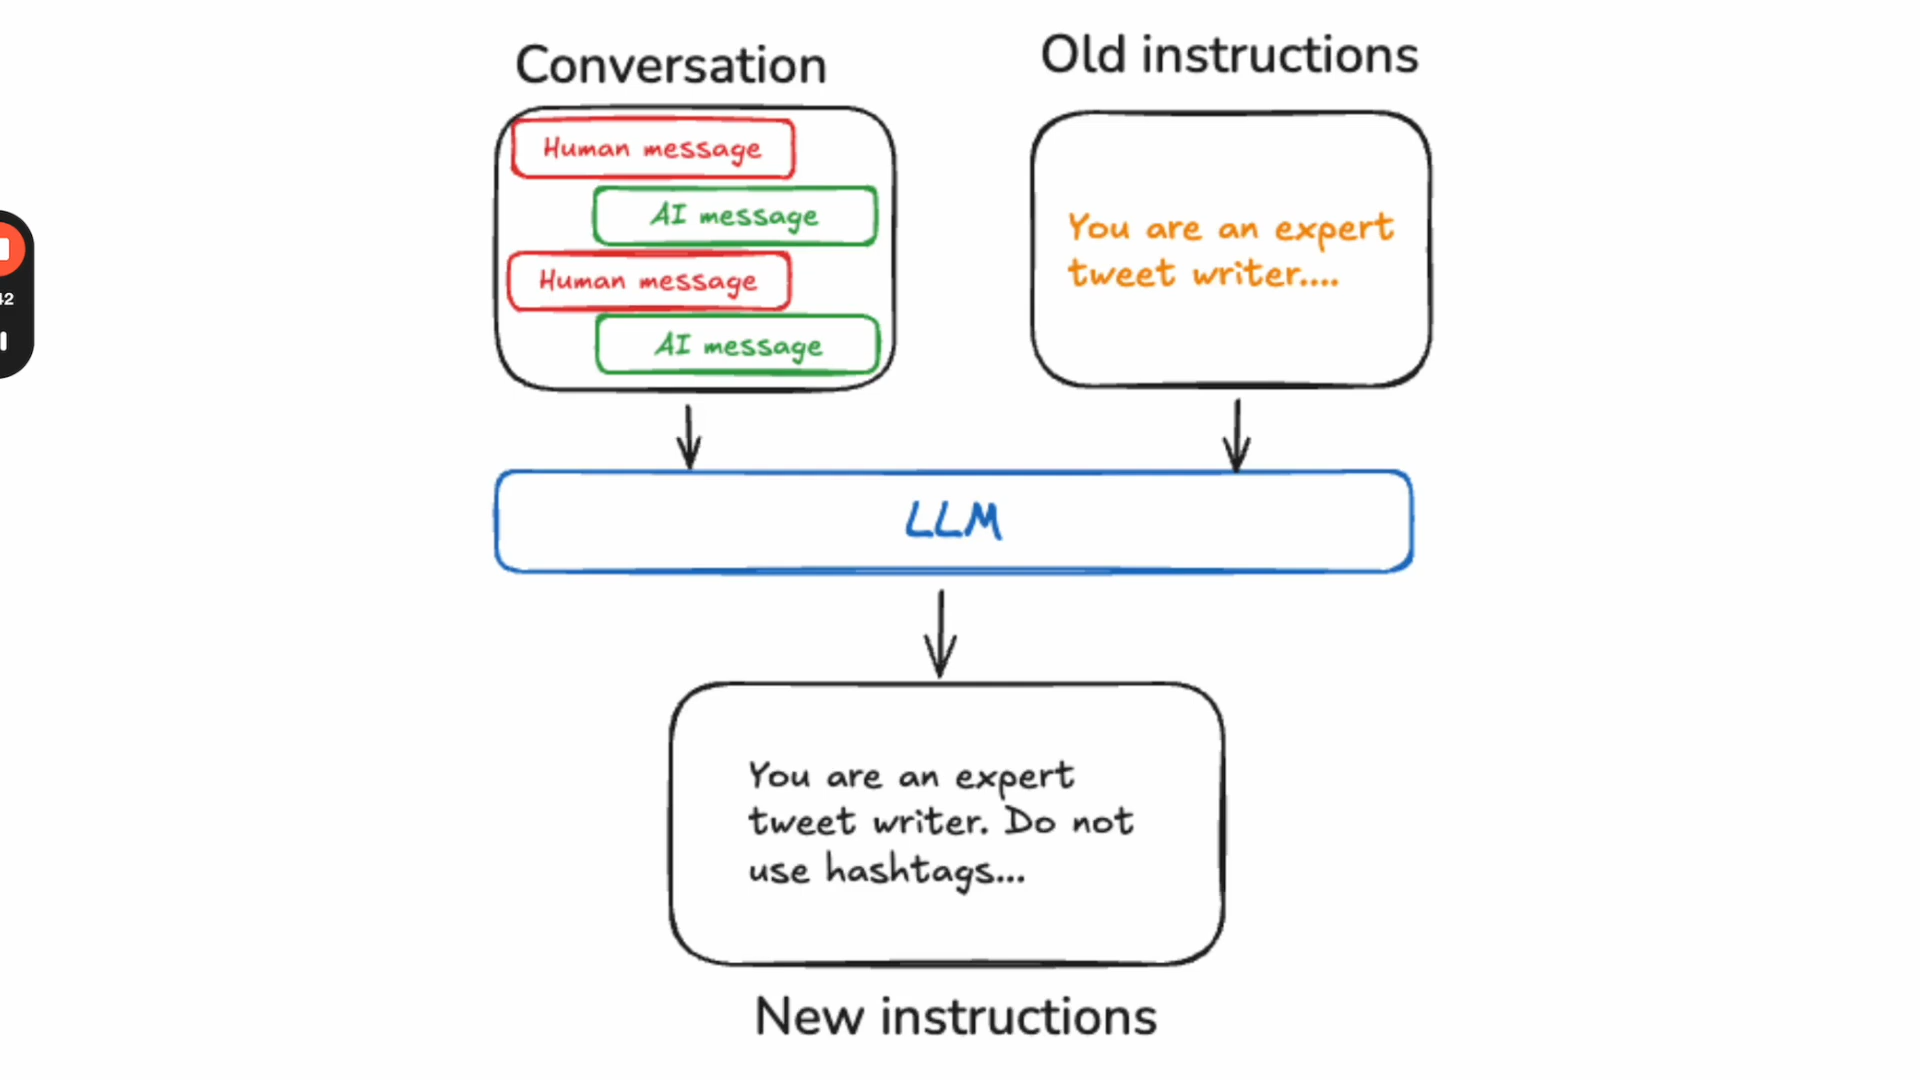 Conversation
Old instructions
Human message
AI message
Human message
AI message
You are an expert
tweet writer....
42
LLM
You are an expert
tweet writer. Do not
use hashtags...
New instructions